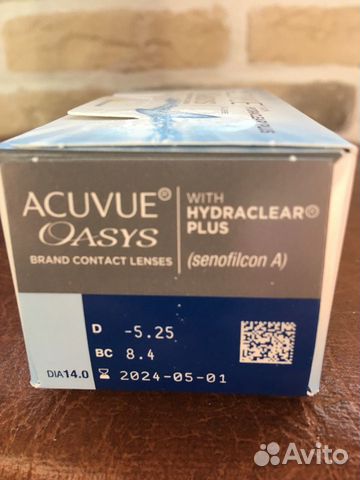 ACUVUE®
OASYS
BRAND CONTACT LENSES
WITH
HYDRACLEAR®
PLUS
(senofilcon A)
D -5.25
BC 8.4
DIA14.0
2024-05-01
Avito